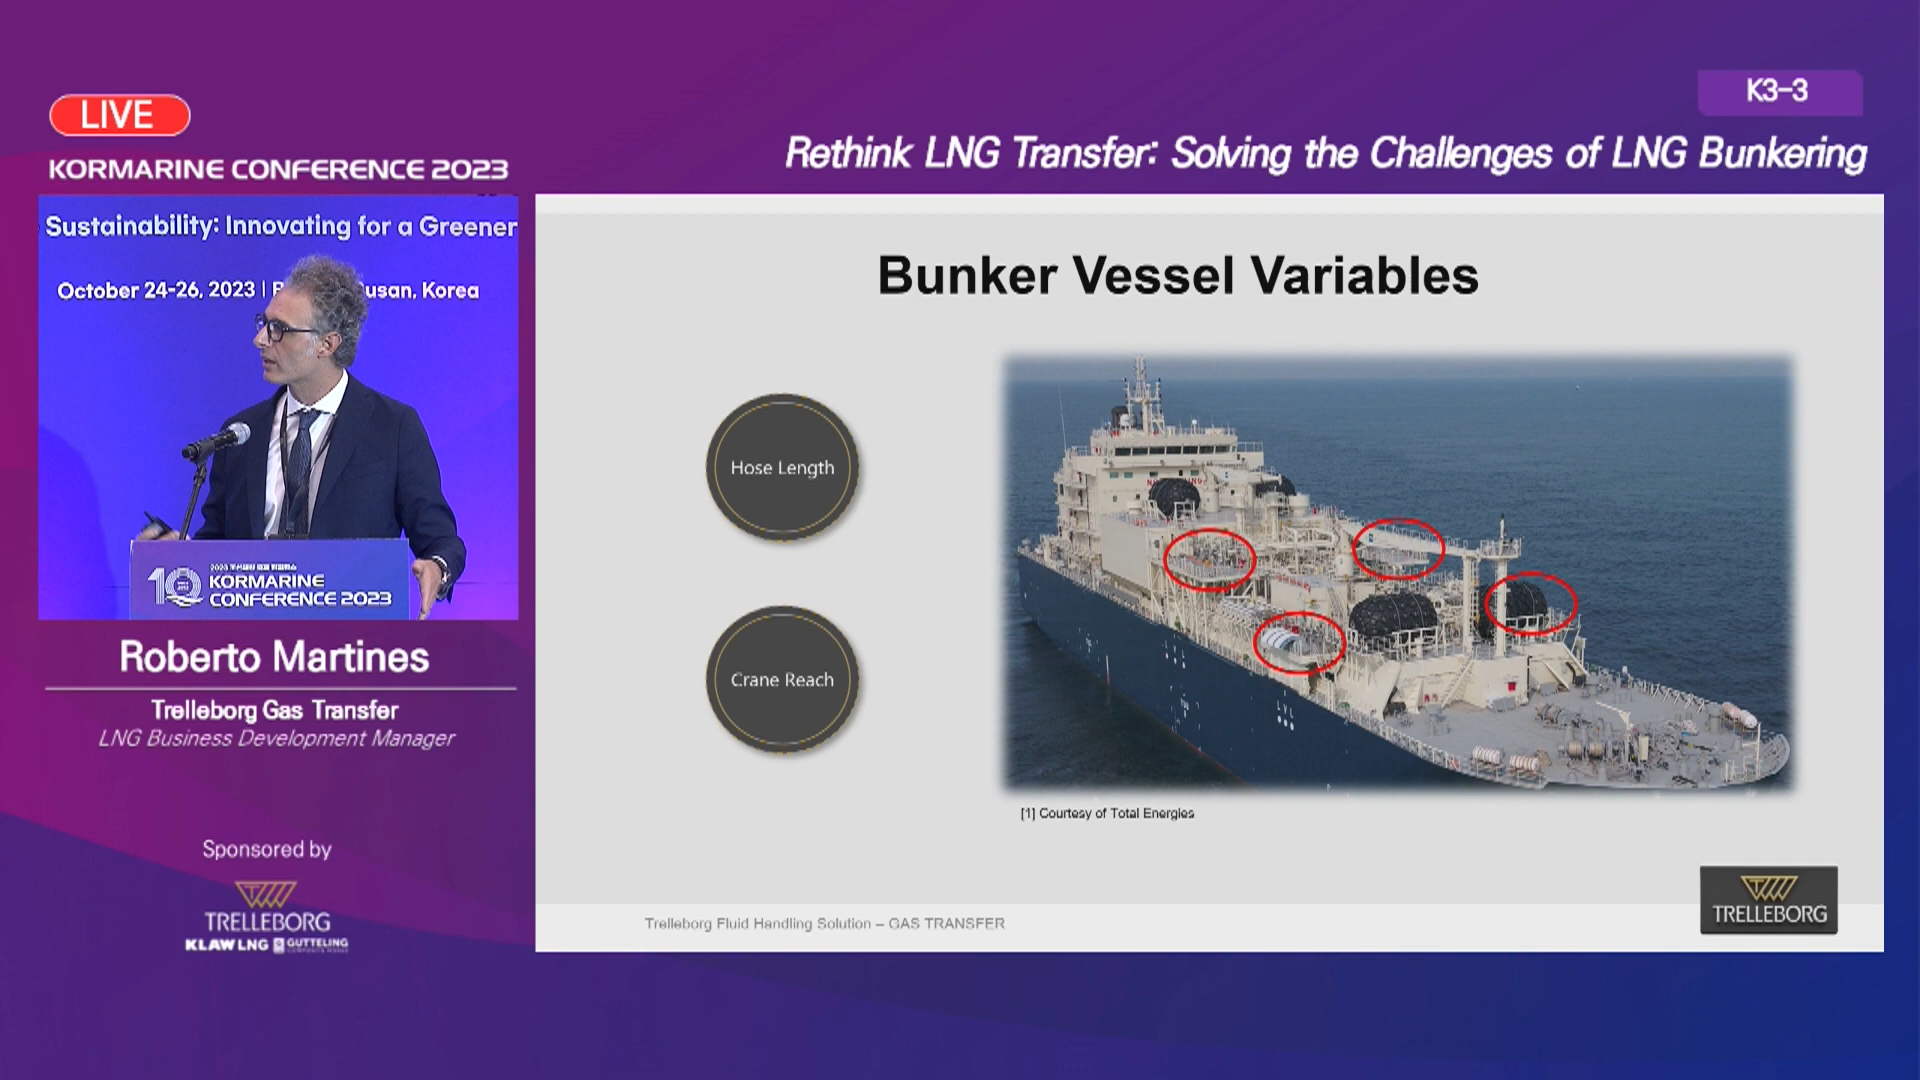 LIVE
KORMARINE CONFERENCE 2023
K3-3
Rethink LNG Transfer: Solving the Challenges of LNG Bunkering
Sustainability: Innovating for a Greener
October 24-26, 2023 |
usan, Korea
10
KORMARINE
CONFERENCE 2023
Roberto Martines
Trelleborg Gas Transfer
LNG Business Development Manager
Sponsored by
TRELLEBORG
KLAW LNG GUTTELING
Bunker Vessel Variables
Hose Length
Crane Reach
[1] Courtesy of Total Energies
Trelleborg Fluid Handling Solution – GAS TRANSFER
TRELLEBORG